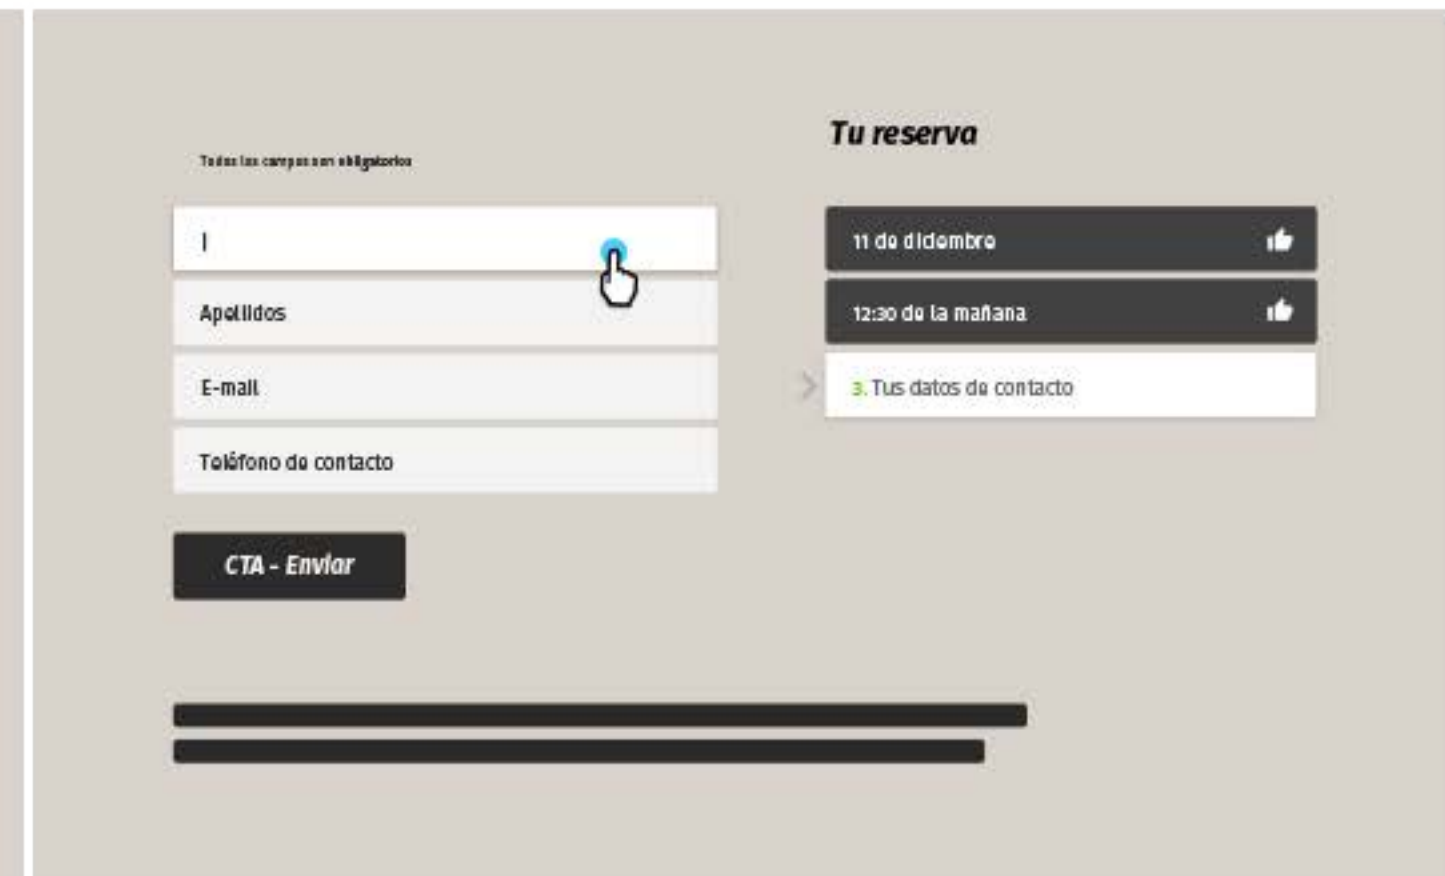 Todos los campos son obligatorios
Apellidos
E-mail
Teléfono de contacto
CTA - Enviar
Tu reserva
11 de diciembre
12:30 de la mañana
3. Tus datos de contacto